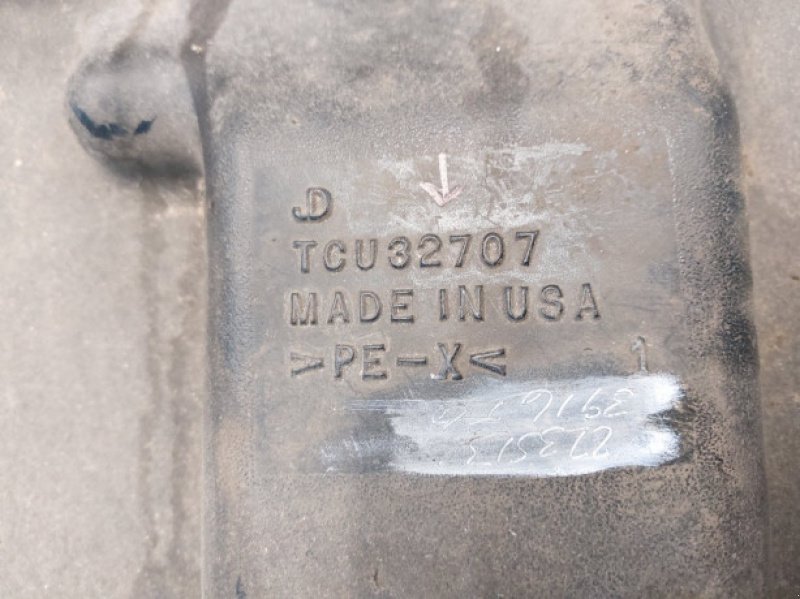 JD
TCU32707
MADE IN USA
>PE-X<
1